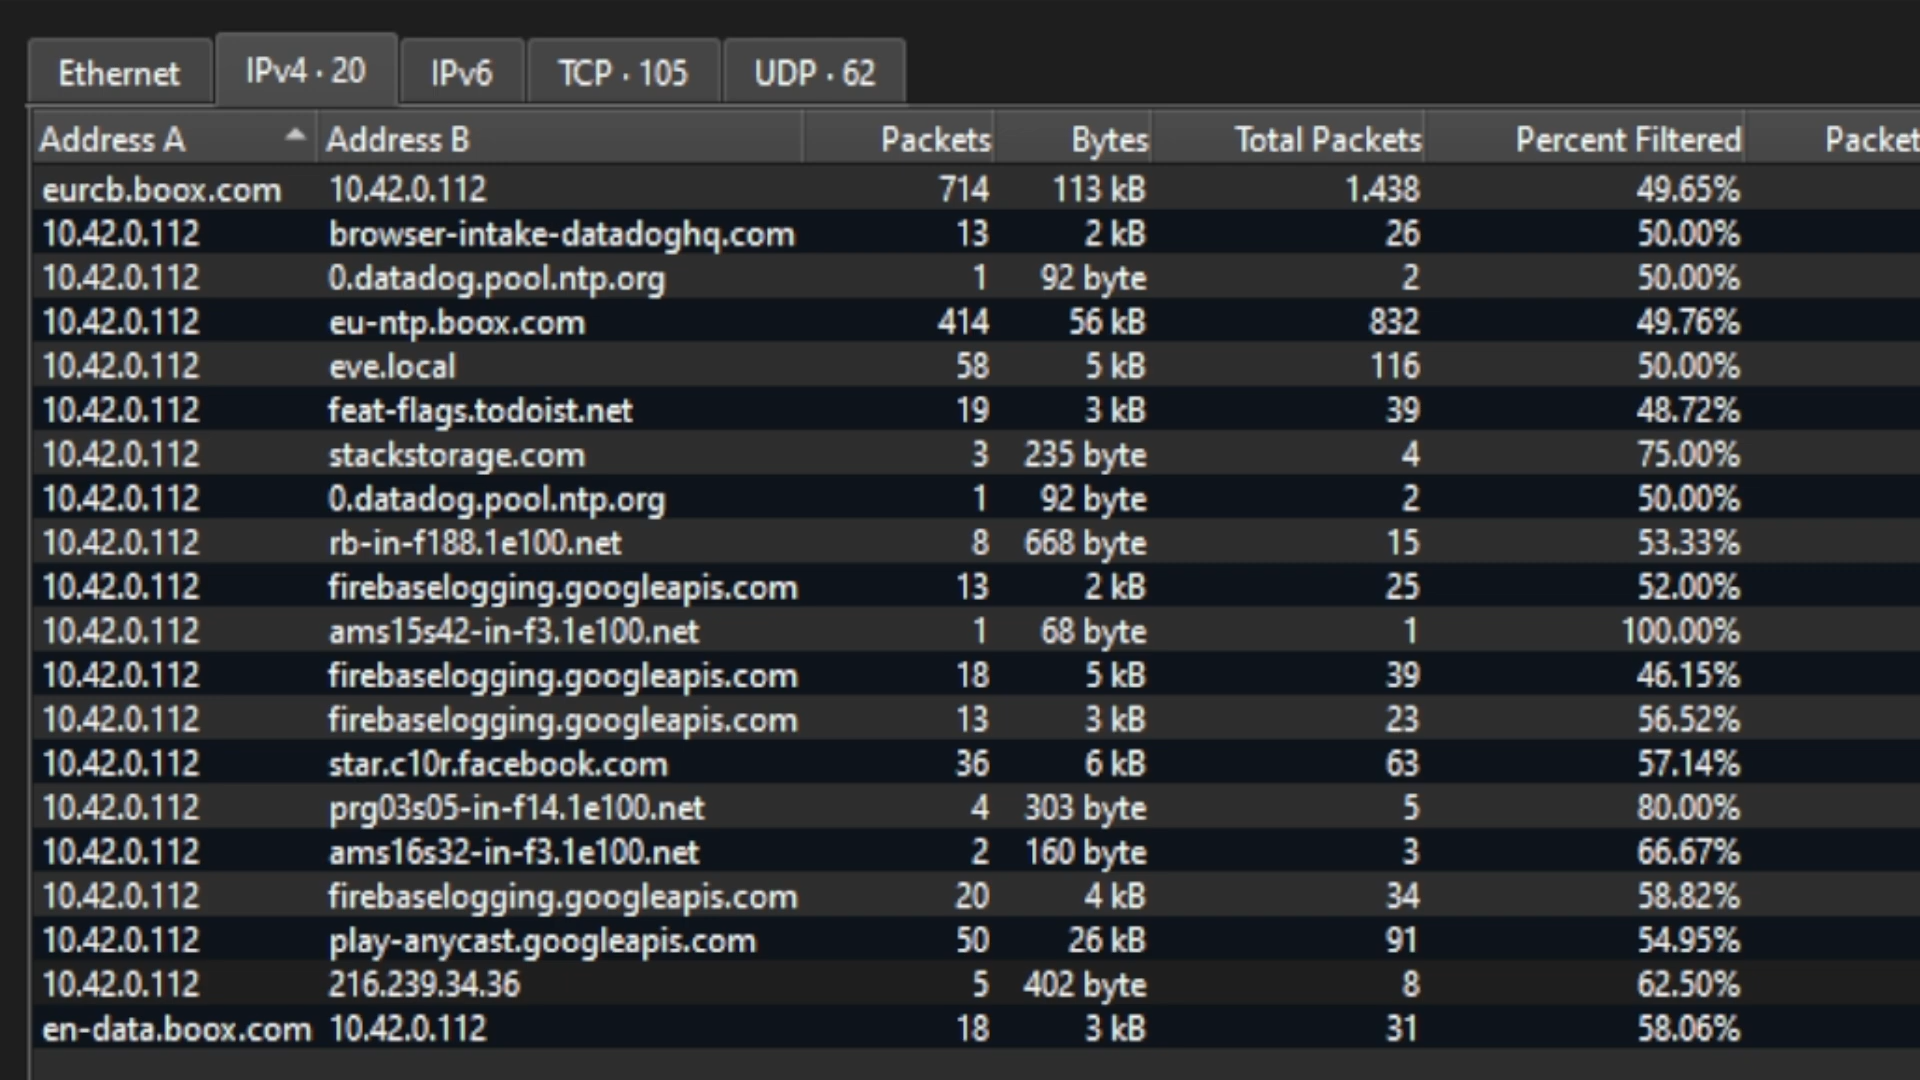 Ethernet IPv4 · 20 IPv6 TCP · 105 UDP · 62
Address A Address B Packets Bytes Total Packets Percent Filtered Packet
eurcb.boox.com 10.42.0.112 714 113 kB 1.438 49.65%
10.42.0.112 browser-intake-datadoghq.com 13 2 kB 26 50.00%
10.42.0.112 0.datadog.pool.ntp.org 1 92 byte 2 50.00%
10.42.0.112 eu-ntp.boox.com 414 56 kB 832 49.76%
10.42.0.112 eve.local 58 5 kB 116 50.00%
10.42.0.112 feat-flags.todoist.net 19 3 kB 39 48.72%
10.42.0.112 stackstorage.com 3 235 byte 4 75.00%
10.42.0.112 0.datadog.pool.ntp.org 1 92 byte 2 50.00%
10.42.0.112 rb-in-f188.1e100.net 8 668 byte 15 53.33%
10.42.0.112 firebaselogging.googleapis.com 13 2 kB 25 52.00%
10.42.0.112 ams15s42-in-f3.1e100.net 1 68 byte 1 100.00%
10.42.0.112 firebaselogging.googleapis.com 18 5 kB 39 46.15%
10.42.0.112 firebaselogging.googleapis.com 13 3 kB 23 56.52%
10.42.0.112 star.c10r.facebook.com 36 6 kB 63 57.14%
10.42.0.112 prg03s05-in-f14.1e100.net 4 303 byte 5 80.00%
10.42.0.112 ams16s32-in-f3.1e100.net 2 160 byte 3 66.67%
10.42.0.112 firebaselogging.googleapis.com 20 4 kB 34 58.82%
10.42.0.112 play-anycast.googleapis.com 50 26 kB 91 54.95%
10.42.0.112 216.239.34.36 5 402 byte 8 62.50%
en-data.boox.com 10.42.0.112 18 3 kB 31 58.06%